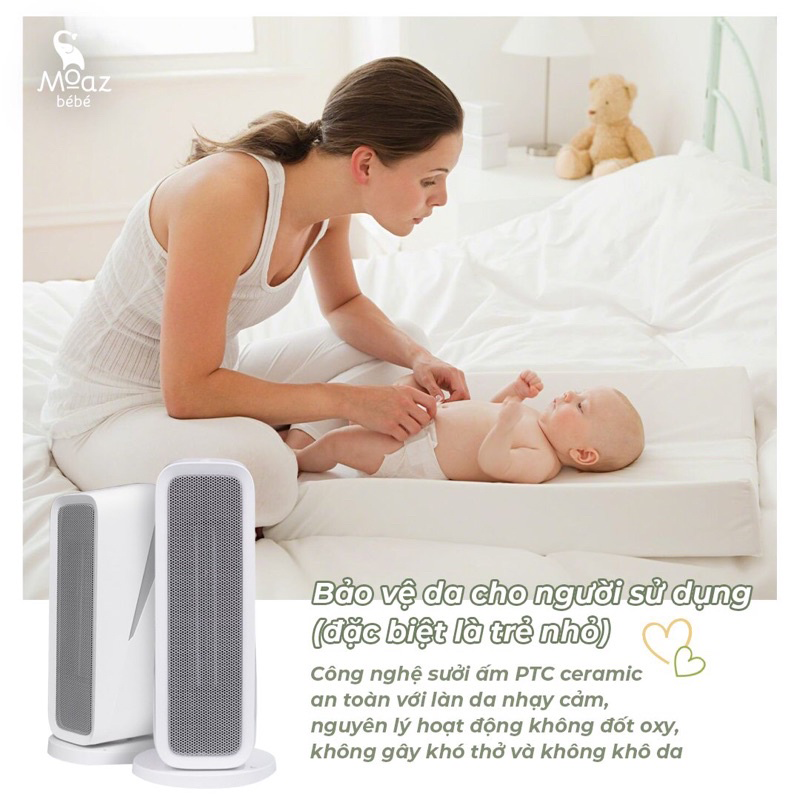 Moaz
bébé
Bảo vệ da cho người sử dụng
(đặc biệt là trẻ nhỏ)
Công nghệ sưởi ấm PTC ceramic
an toàn với làn da nhạy cảm,
nguyên lý hoạt động không đốt oxy,
không gây khó thở và không khô da